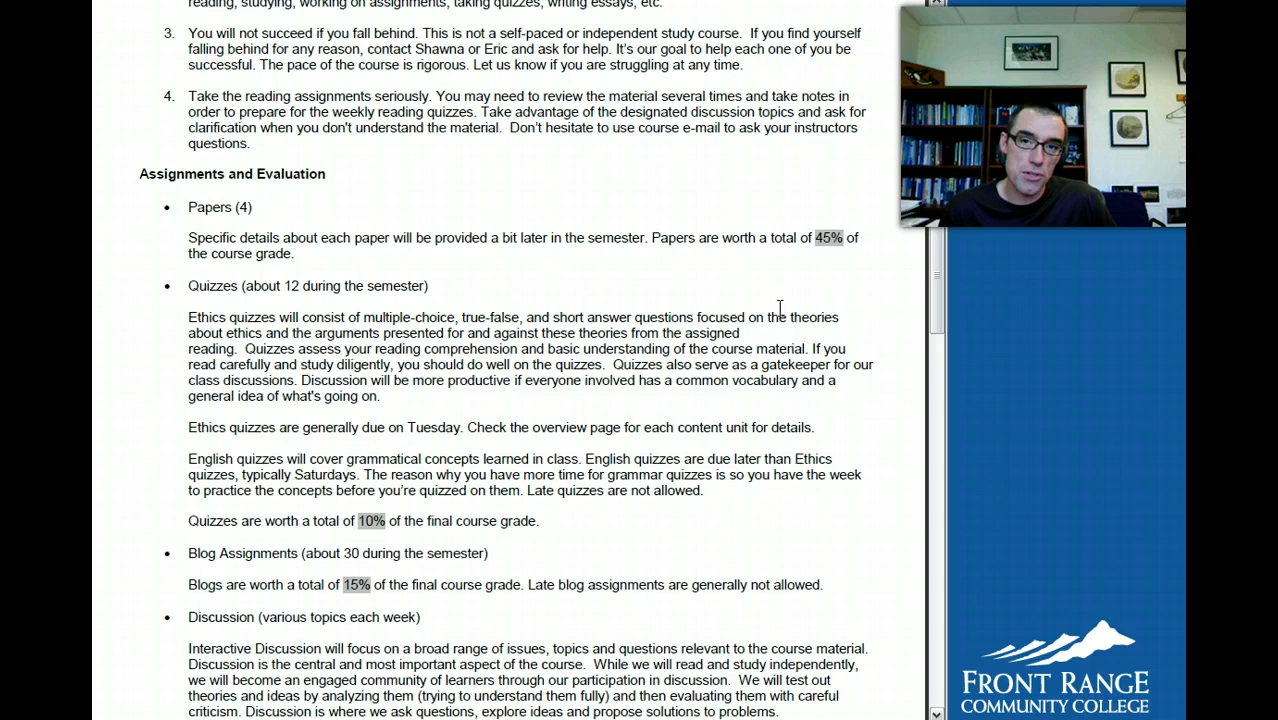 reading, studying, working on assignments, taking quizzes, writing essays, etc.
3. You will not succeed if you fall behind. This is not a self-paced or independent study course. If you find yourself
falling behind for any reason, contact Shawna or Eric and ask for help. It's our goal to help each one of you be
successful. The pace of the course is rigorous. Let us know if you are struggling at any time.
4. Take the reading assignments seriously. You may need to review the material several times and take notes in
order to prepare for the weekly reading quizzes. Take advantage of the designated discussion topics and ask for
clarification when you don't understand the material. Don't hesitate to use course e-mail to ask your instructors
questions.
Assignments and Evaluation
• Papers (4)
Specific details about each paper will be provided a bit later in the semester. Papers are worth a total of 45% of
the course grade.
• Quizzes (about 12 during the semester)
Ethics quizzes will consist of multiple-choice, true-false, and short answer questions focused on the theories
about ethics and the arguments presented for and against these theories from the assigned
reading. Quizzes assess your reading comprehension and basic understanding of the course material. If you
read carefully and study diligently, you should do well on the quizzes. Quizzes also serve as a gatekeeper for our
class discussions. Discussion will be more productive if everyone involved has a common vocabulary and a
general idea of what's going on.
Ethics quizzes are generally due on Tuesday. Check the overview page for each content unit for details.
English quizzes will cover grammatical concepts learned in class. English quizzes are due later than Ethics
quizzes, typically Saturdays. The reason why you have more time for grammar quizzes is so you have the week
to practice the concepts before you're quizzed on them. Late quizzes are not allowed.
Quizzes are worth a total of 10% of the final course grade.
• Blog Assignments (about 30 during the semester)
Blogs are worth a total of 15% of the final course grade. Late blog assignments are generally not allowed.
• Discussion (various topics each week)
Interactive Discussion will focus on a broad range of issues, topics and questions relevant to the course material.
Discussion is the central and most important aspect of the course. While we will read and study independently,
we will become an engaged community of learners through our participation in discussion. We will test out
theories and ideas by analyzing them (trying to understand them fully) and then evaluating them with careful
criticism. Discussion is where we ask questions, explore ideas and propose solutions to problems.
FRONT RANGE
COMMUNITY COLLEGE